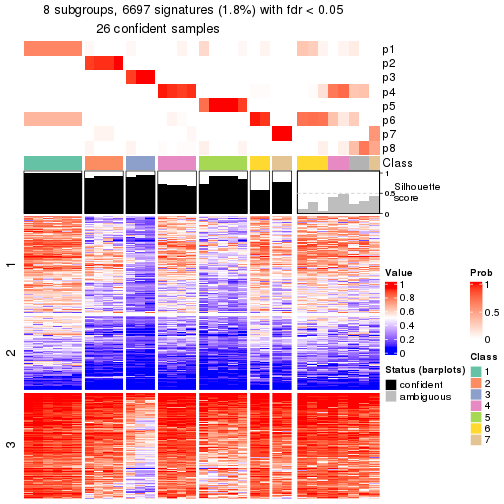 8 subgroups, 6697 signatures (1.8%) with fdr < 0.05
26 confident samples
p1
p2
p3
p4
p5
p6
p7
p8
Class
1
0.5
0
Silhouette
score
1
2
3
Value
1
0.8
0.6
0.4
0.2
0
Status (barplots)
confident
ambiguous
Prob
1
0.5
0
Class
1
2
3
4
5
6
7